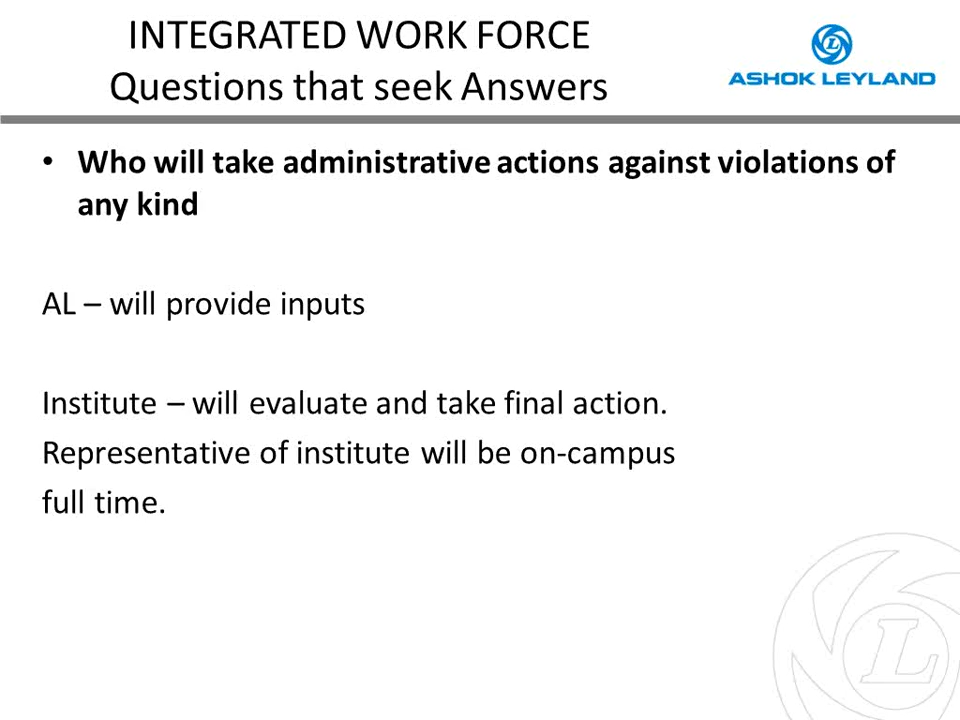 INTEGRATED WORK FORCE
Questions that seek Answers
L
ASHOK LEYLAND
• Who will take administrative actions against violations of
any kind
AL – will provide inputs
Institute – will evaluate and take final action.
Representative of institute will be on-campus
full time.
L